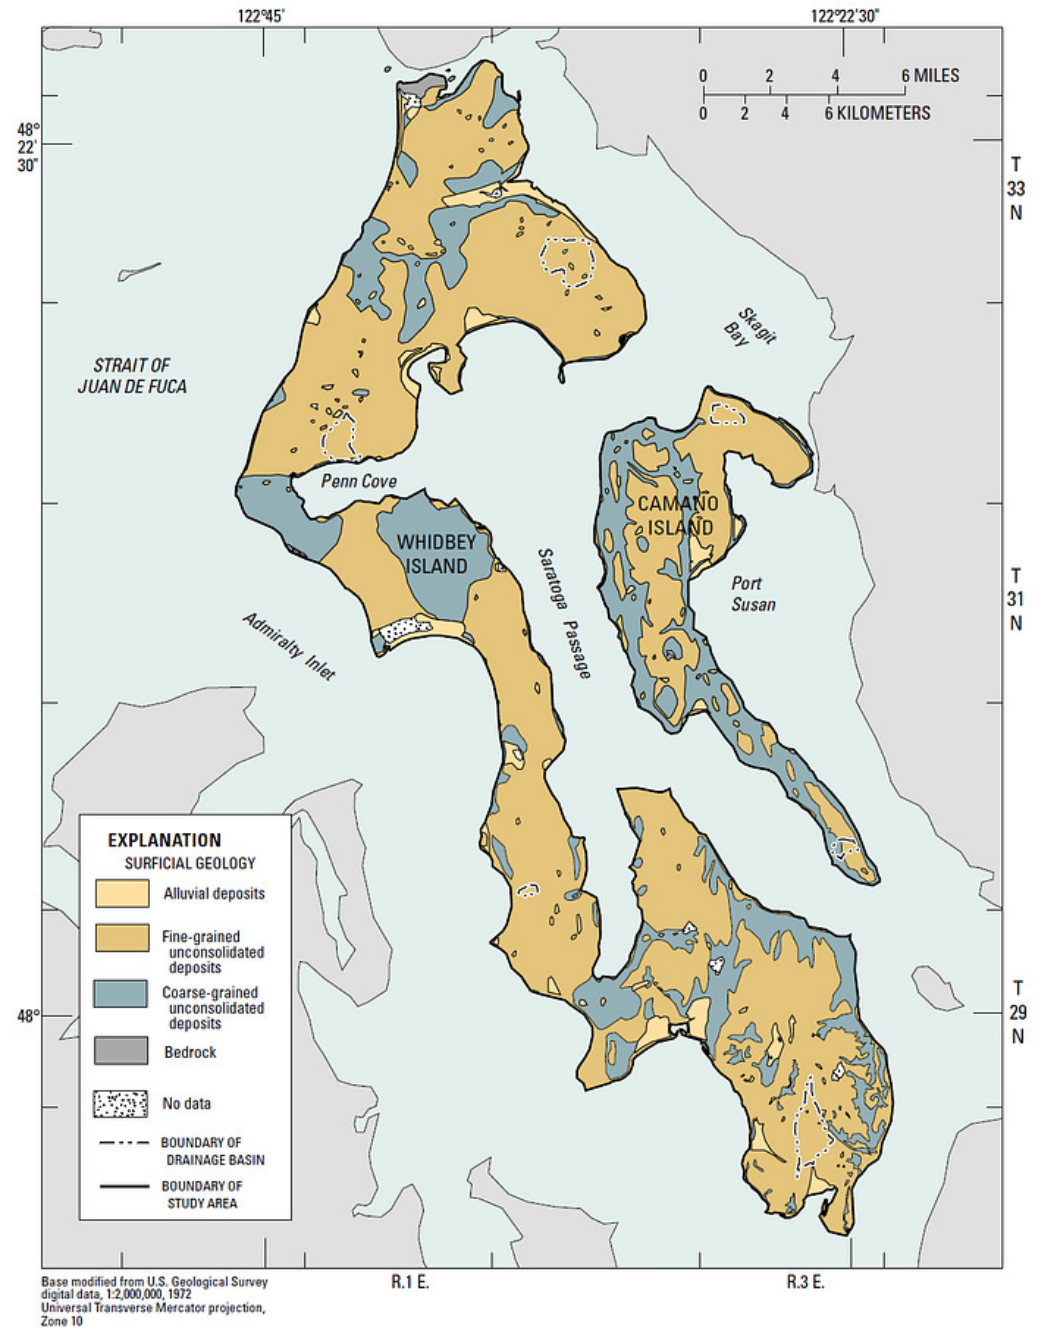 122°45'
122°22'30"
0 2 4 6 MILES
0 2 4 6 KILOMETERS
48°
22'
30"
T
33
N
Skagit
Bay
STRAIT OF
JUAN DE FUCA
Penn Cove
CAMANO
ISLAND
WHIDBEY
ISLAND
Saratoga Passage
Port
Susan
T
31
N
Admiralty Inlet
EXPLANATION
SURFICIAL GEOLOGY
Alluvial deposits
Fine-grained
unconsolidated
deposits
Coarse-grained
unconsolidated
deposits
Bedrock
No data
BOUNDARY OF
DRAINAGE BASIN
BOUNDARY OF
STUDY AREA
48°
T
29
N
R.1 E.
R.3 E.
Base modified from U.S. Geological Survey
digital data, 1:2,000,000, 1972
Universal Transverse Mercator projection,
Zone 10